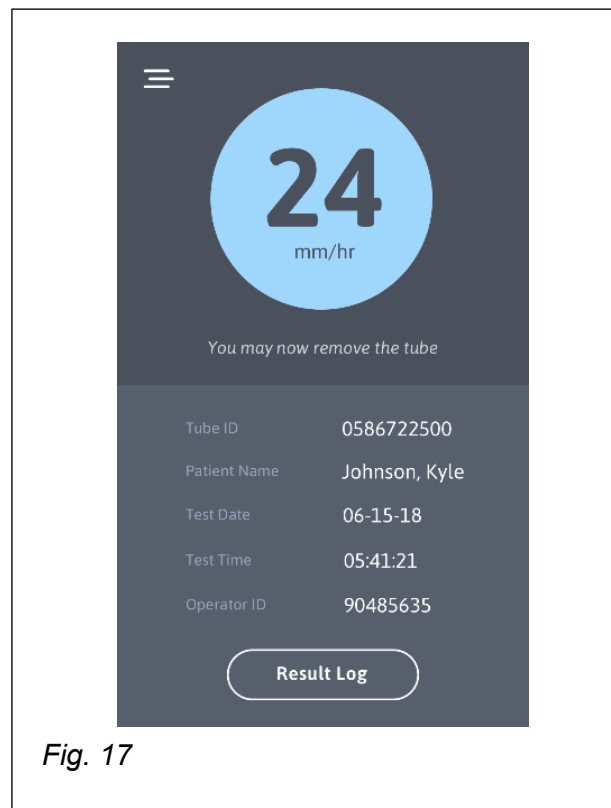 24
mm/hr
You may now remove the tube
Tube ID 0586722500
Patient Name Johnson, Kyle
Test Date 06-15-18
Test Time 05:41:21
Operator ID 90485635
Result Log
Fig. 17